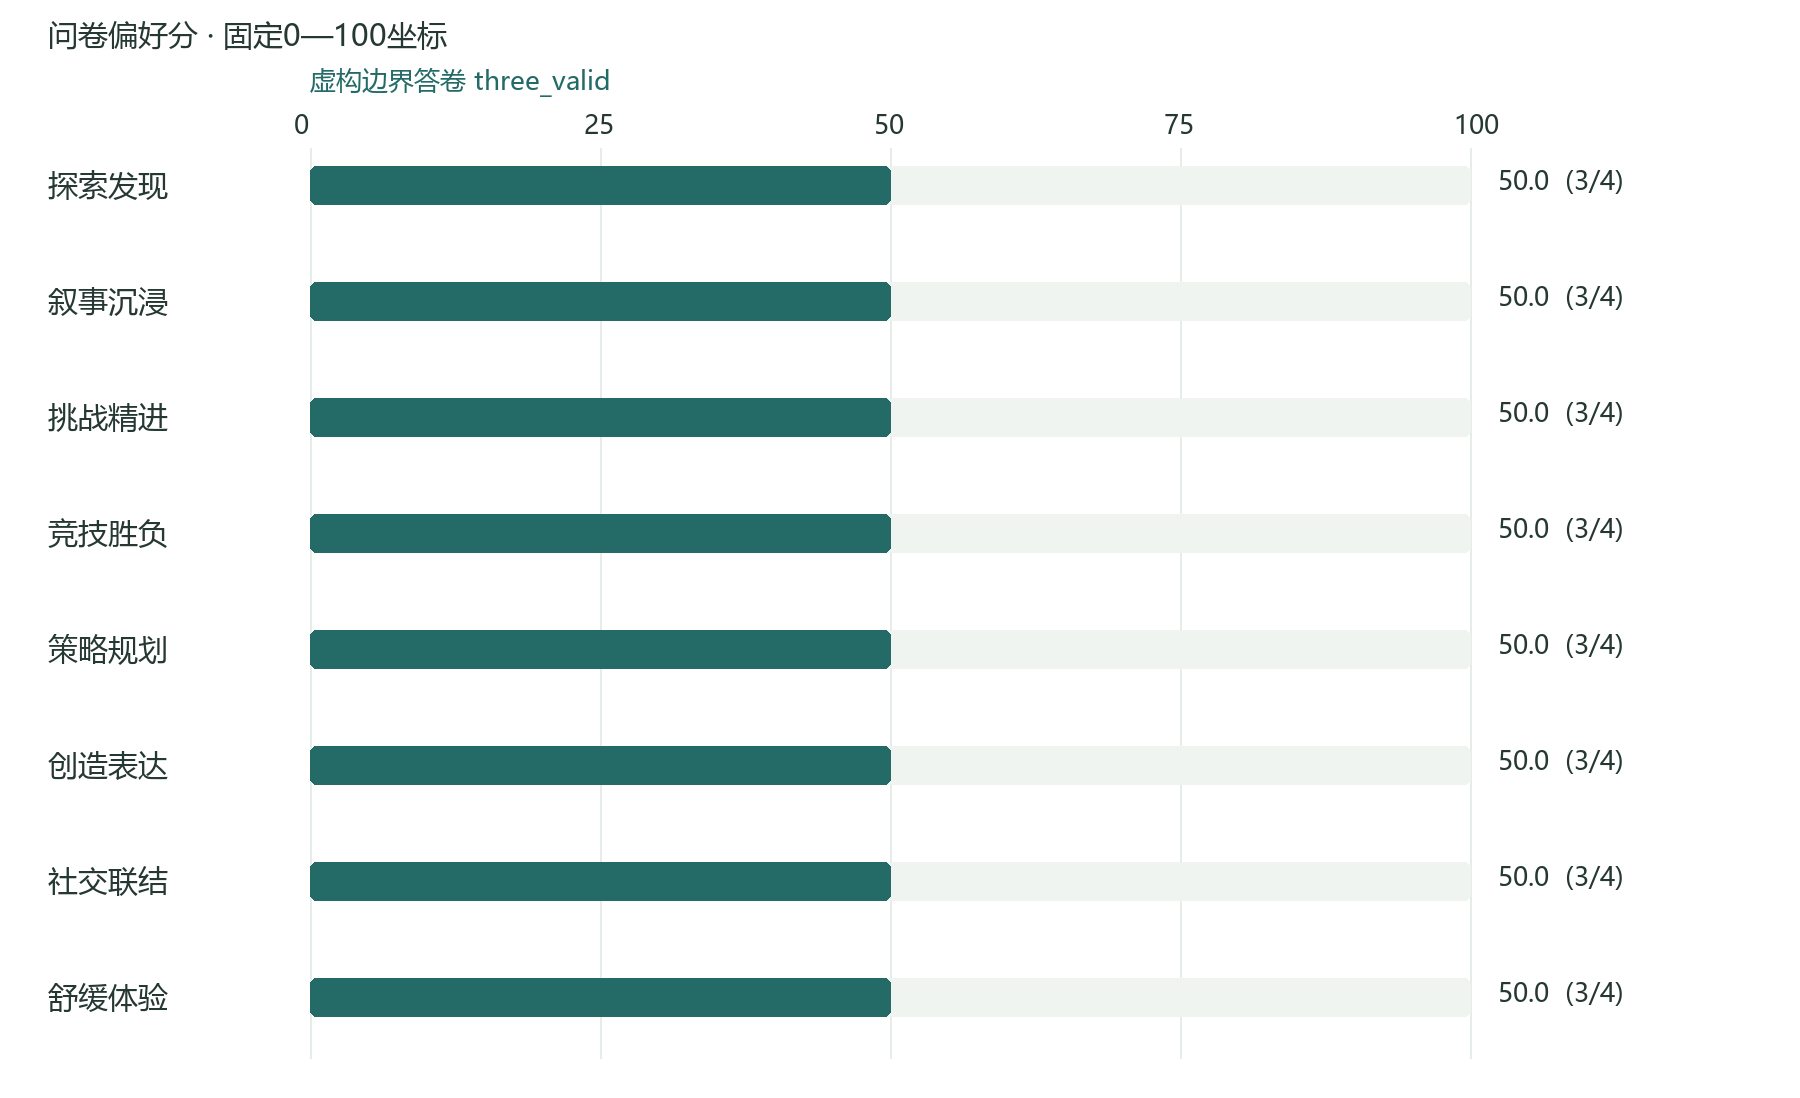 问卷偏好分 · 固定0—100坐标
虚构边界答卷 three_valid
0 25 50 75 100
探索发现 50.0 (3/4)
叙事沉浸 50.0 (3/4)
挑战精进 50.0 (3/4)
竞技胜负 50.0 (3/4)
策略规划 50.0 (3/4)
创造表达 50.0 (3/4)
社交联结 50.0 (3/4)
舒缓体验 50.0 (3/4)